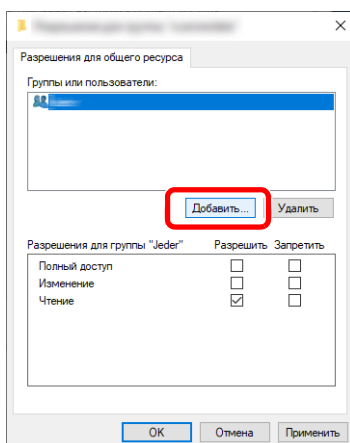 Разрешения для общего ресурса
Группы или пользователи:
Добавить... Удалить
Разрешения для группы "Jeder" Разрешить Запретить
Полный доступ
Изменение
Чтение
OK Отмена Применить